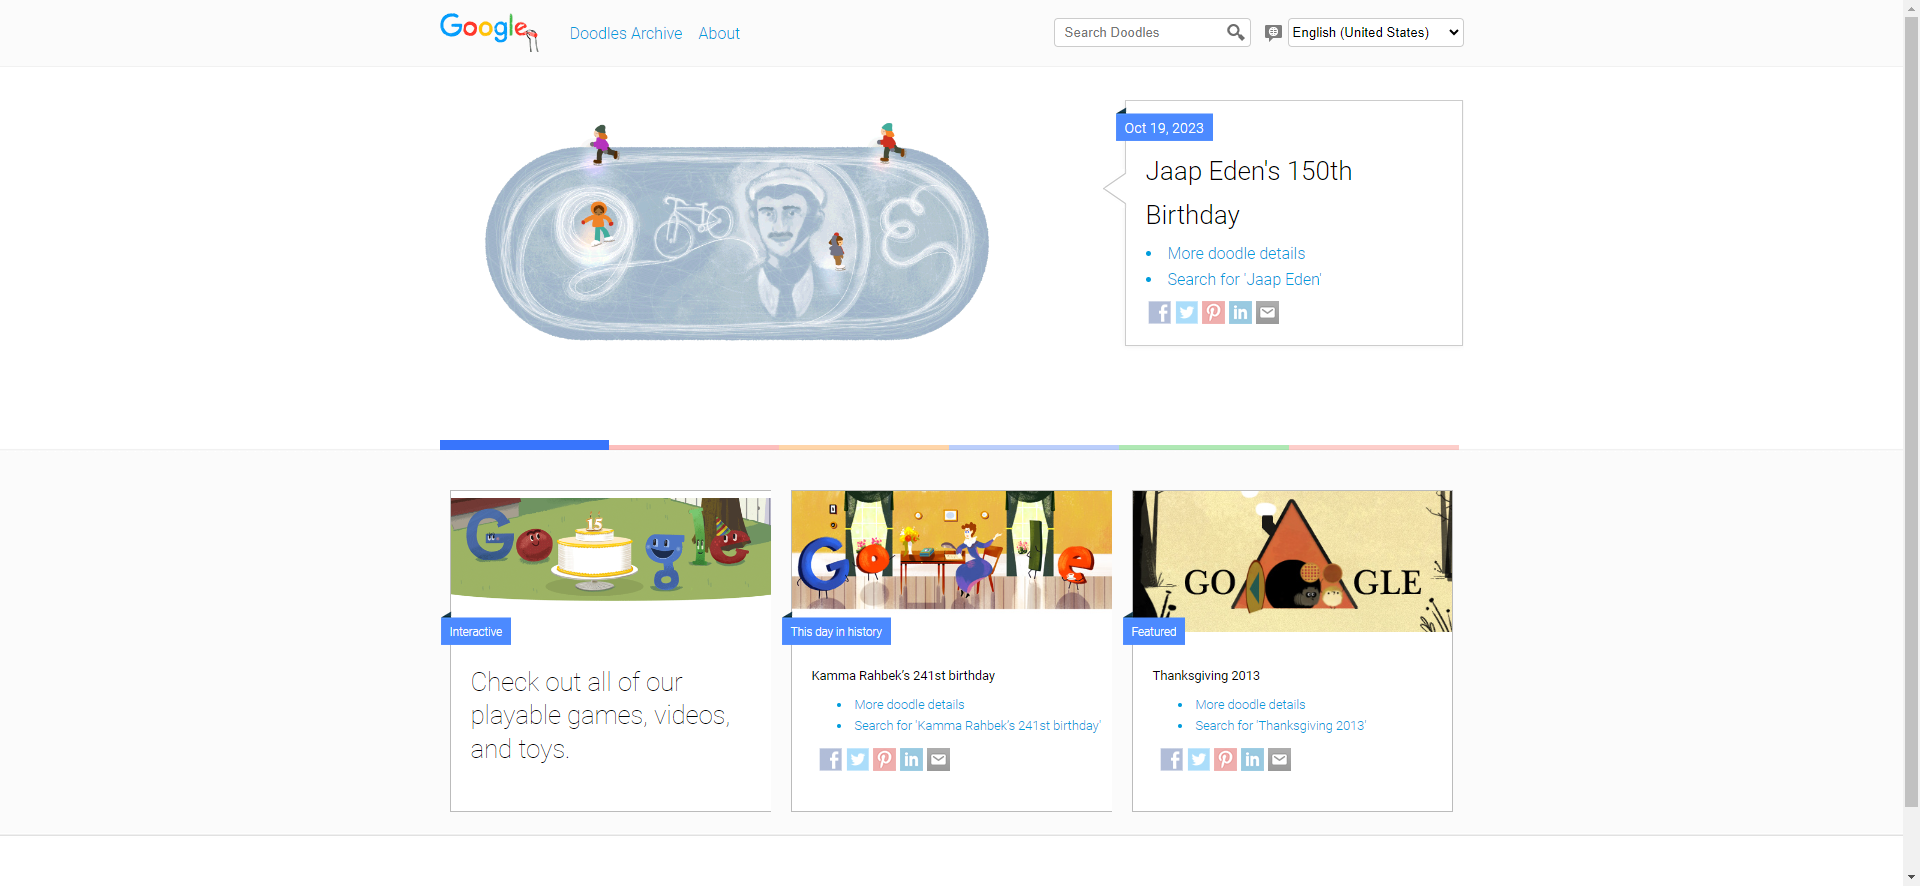 Google
Doodles Archive
About
Search Doodles
English (United States)
Oct 19, 2023
Jaap Eden's 150th
Birthday
More doodle details
Search for 'Jaap Eden'
15
Google
Interactive
Check out all of our
playable games, videos,
and toys.
Google
This day in history
Kamma Rahbek's 241st birthday
More doodle details
Search for 'Kamma Rahbek's 241st birthday'
GO GLE
Featured
Thanksgiving 2013
More doodle details
Search for 'Thanksgiving 2013'